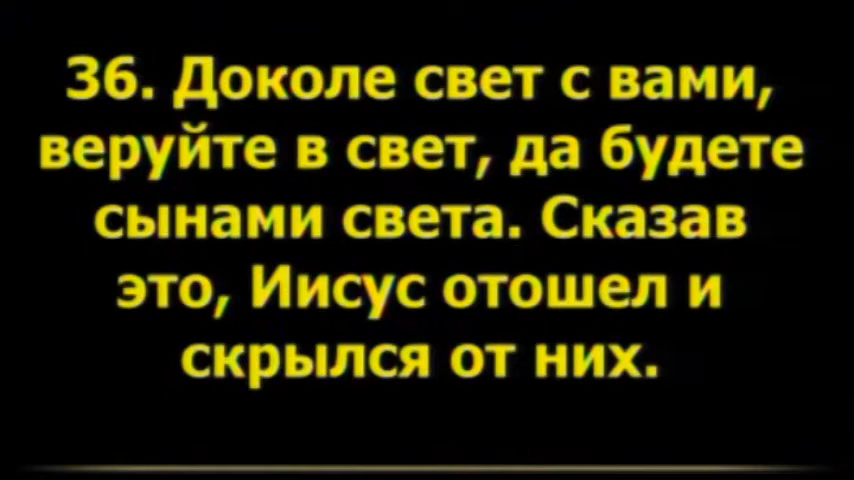 36. Доколе свет с вами,
веруйте в свет, да будете
сынами света. Сказав
это, Иисус отошел и
скрылся от них.